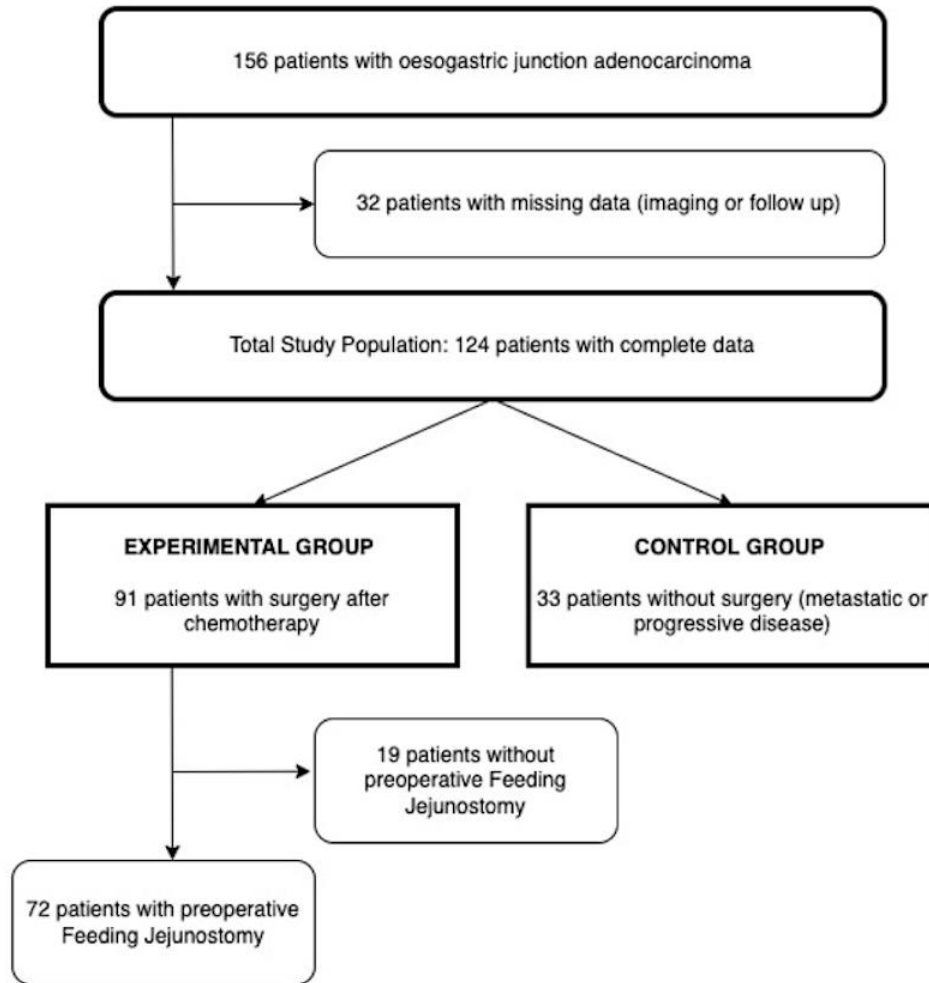 156 patients with oesogastric junction adenocarcinoma
32 patients with missing data (imaging or follow up)
Total Study Population: 124 patients with complete data
EXPERIMENTAL GROUP
91 patients with surgery after
chemotherapy
CONTROL GROUP
33 patients without surgery (metastatic or
progressive disease)
19 patients without
preoperative Feeding
Jejunostomy
72 patients with preoperative
Feeding Jejunostomy